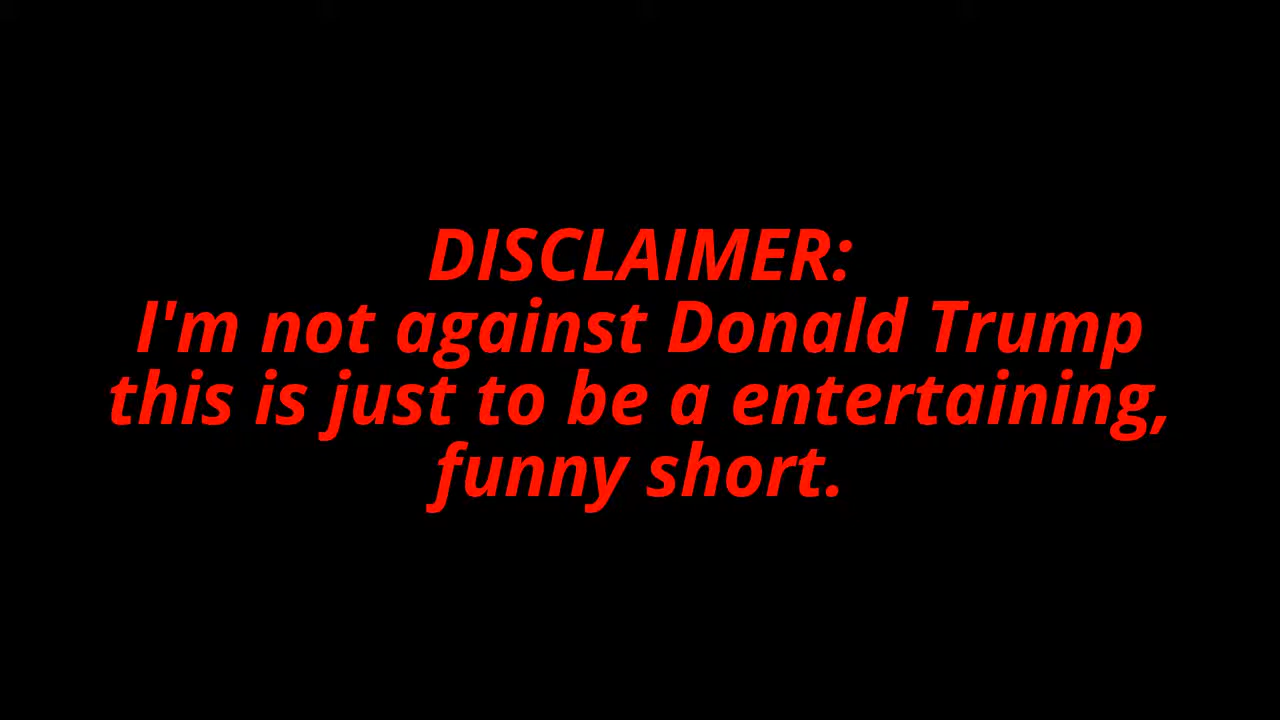 DISCLAIMER:
I'm not against Donald Trump
this is just to be a entertaining,
funny short.